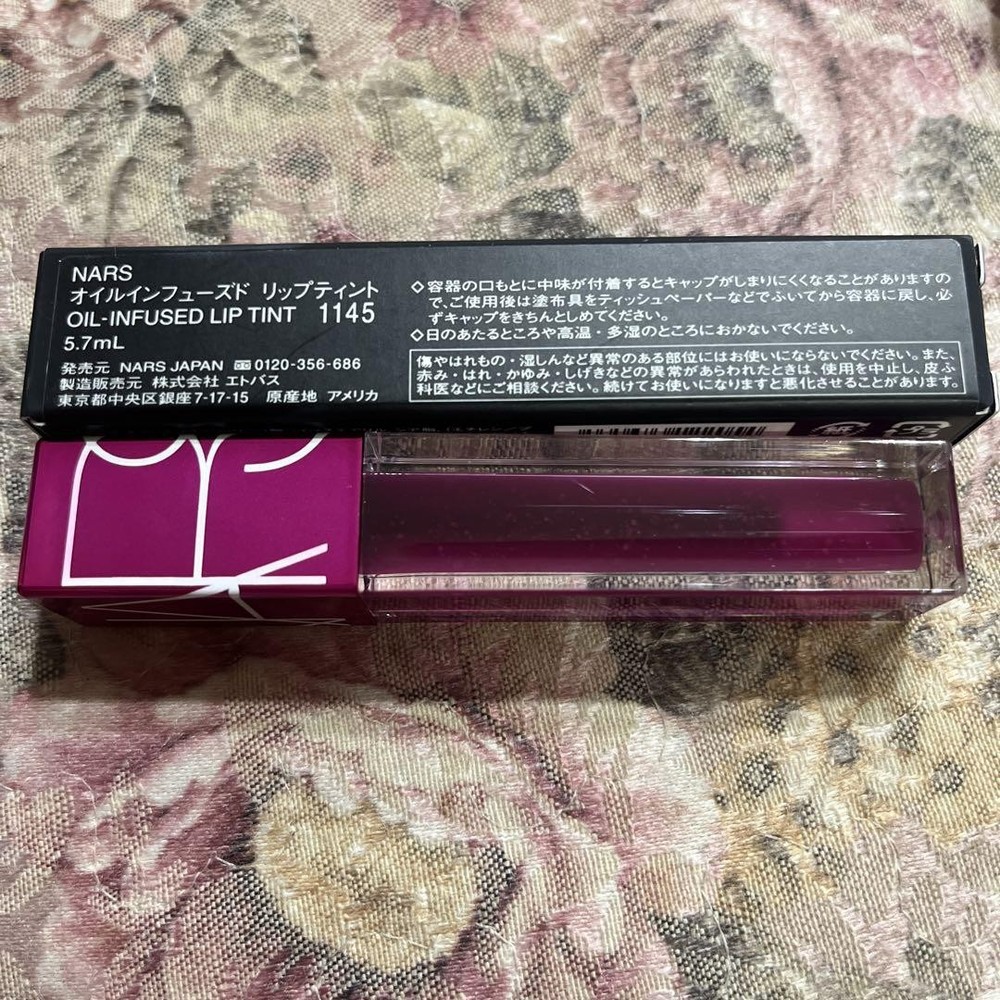 NARS
オイルインフューズド リップティント
OIL-INFUSED LIP TINT 1145
5.7mL
発売元 NARS JAPAN 0120-356-686
製造販売元 株式会社 エトバス
東京都中央区銀座7-17-15 原産地 アメリカ
◇容器の口もとに中味が付着するとキャップがしまりにくくなることがありますの
で、ご使用後は塗布具をティッシュペーパーなどでふいてから容器に戻し、必
ずキャップをきちんとしめてください。
◇日のあたるところや高温・多湿のところにおかないでください。
傷やはれもの・湿しんなど異常のある部位にはお使いにならないでください。また、
赤み・はれ・かゆみ・しげきなどの異常があらわれたときは、使用を中止し、皮ふ
科医などにご相談ください。続けてお使いになりますと悪化することがあります。